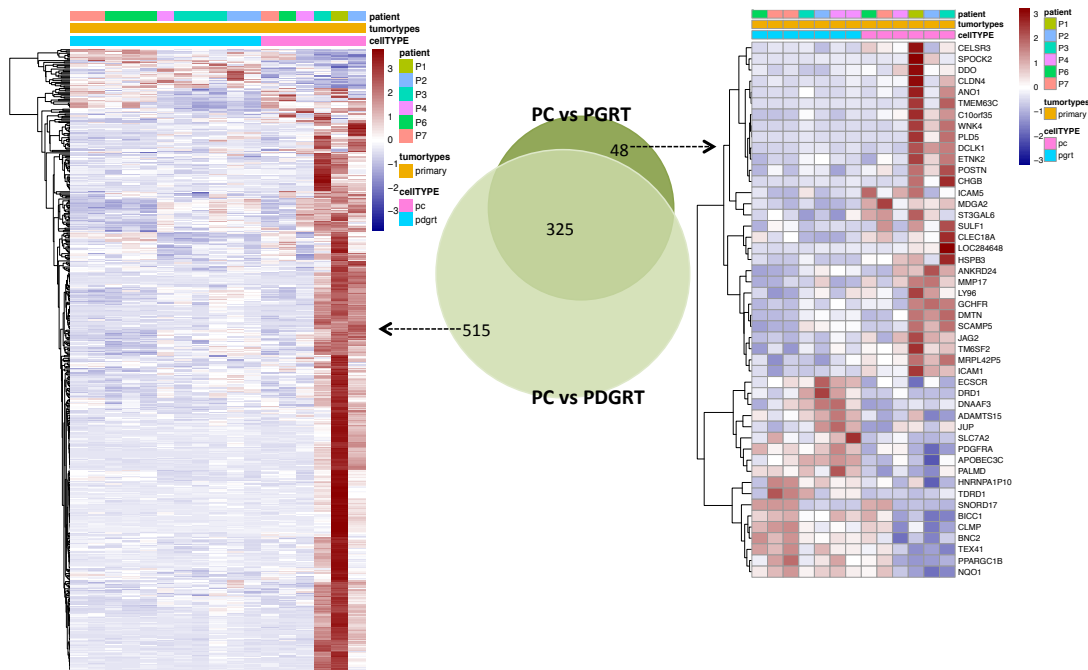 patient
tumortypes
cellTYPE
3
2
1
0
−1
−2
−3
patient
P1
P2
P3
P4
P6
P7
tumortypes
primary
cellTYPE
pc
pdgrt
PC vs PGRT
48
325
515
PC vs PDGRT
patient
tumortypes
cellTYPE
CELSR3
SPOCK2
DDO
CLDN4
ANO1
TMEM63C
C10orf35
WNK4
PLD5
DCLK1
ETNK2
POSTN
CHGB
ICAM5
MDGA2
ST3GAL6
SULF1
CLEC18A
LOC284648
HSPB3
ANKRD24
MMP17
LY96
GCHFR
DMTN
SCAMP5
JAG2
TM6SF2
MRPL42P5
ICAM1
ECSCR
DRD1
DNAAF3
ADAMTS15
JUP
SLC7A2
PDGFRA
APOBEC3C
PALMD
HNRNPA1P10
TDRD1
SNORD17
BICC1
CLMP
BNC2
TEX41
PPARGC1B
NQO1
3
2
1
0
−1
−2
−3
patient
P1
P2
P3
P4
P6
P7
tumortypes
primary
cellTYPE
pc
pgrt